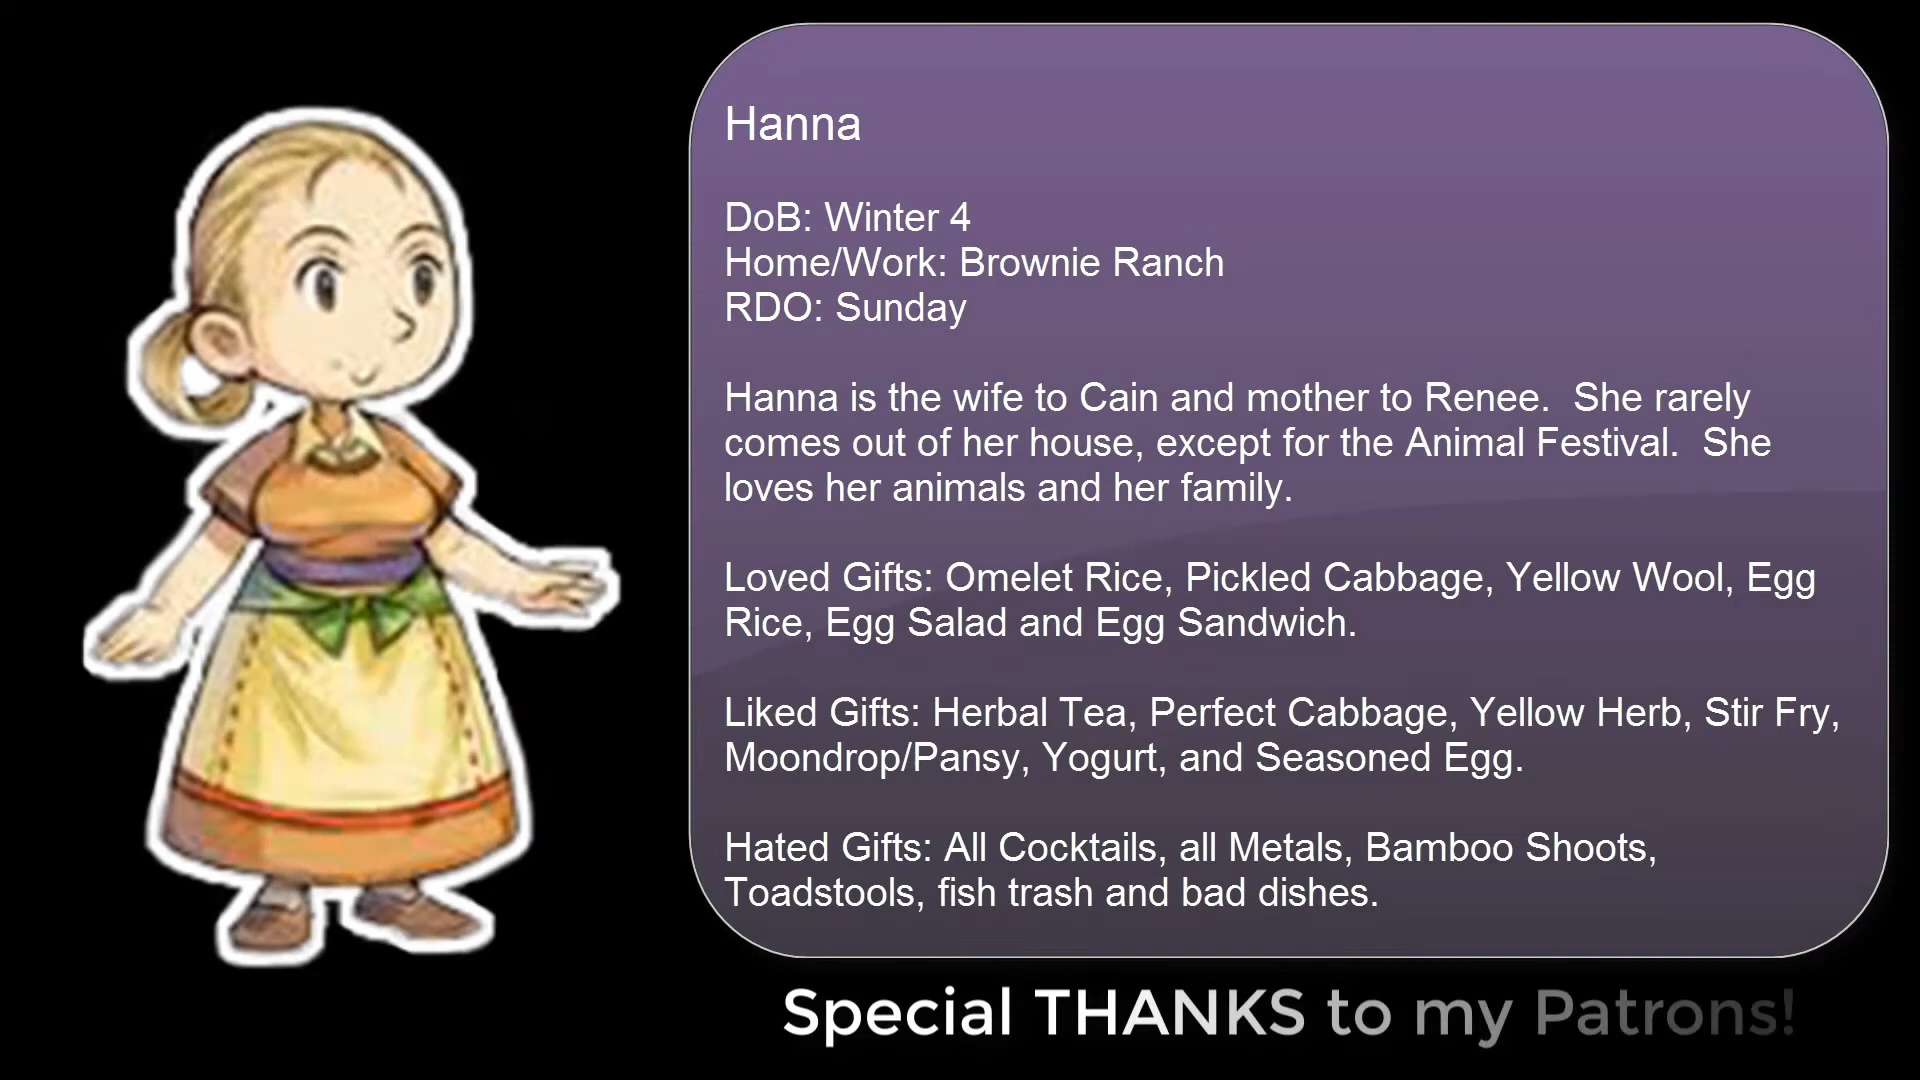 Hanna
DoB: Winter 4
Home/Work: Brownie Ranch
RDO: Sunday
Hanna is the wife to Cain and mother to Renee.  She rarely
comes out of her house, except for the Animal Festival.  She
loves her animals and her family.
Loved Gifts: Omelet Rice, Pickled Cabbage, Yellow Wool, Egg
Rice, Egg Salad and Egg Sandwich.
Liked Gifts: Herbal Tea, Perfect Cabbage, Yellow Herb, Stir Fry,
Moondrop/Pansy, Yogurt, and Seasoned Egg.
Hated Gifts: All Cocktails, all Metals, Bamboo Shoots,
Toadstools, fish trash and bad dishes.
Special THANKS to my Patrons!